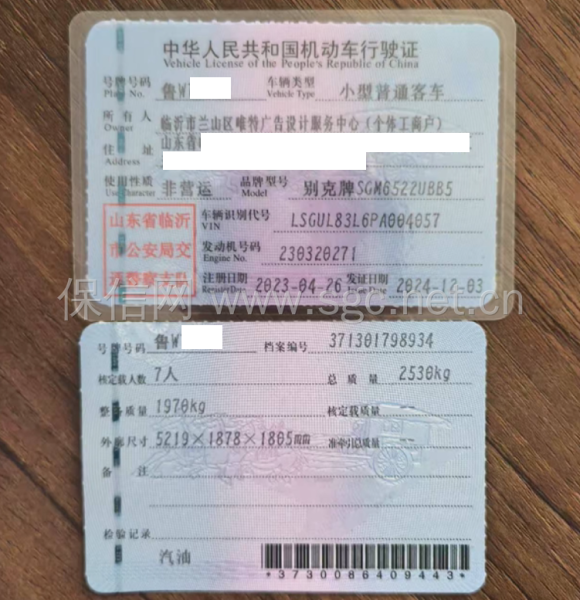 中华人民共和国机动车行驶证
Vehicle License of the People's Republic of China
号牌号码 鲁W 车辆类型 小型普通客车
Plate No. Vehicle Type
所有人 临沂市兰山区唯特广告设计服务中心(个体工商户)
Owner
住址 山东省
Address
使用性质 非营运 品牌型号 别克牌SGM6522UBB5
Use Character Model
山东省临沂
市公安局交
通警察支队
车辆识别代号 LSGUL83L6PA004057
VIN
发动机号码 230320271
Engine No.
注册日期 2023-04-26 发证日期 2024-12-03
Register Date Issue Date
保信网 www.sgc.net.cn
号牌号码 鲁W 档案编号 371301798934
核定载人数 7人 总质量 2530kg
整备质量 1970kg 核定载质量
外廓尺寸 5219×1878×1805mm 准牵引总质量
备注
检验记录
汽油
*3730086409443*